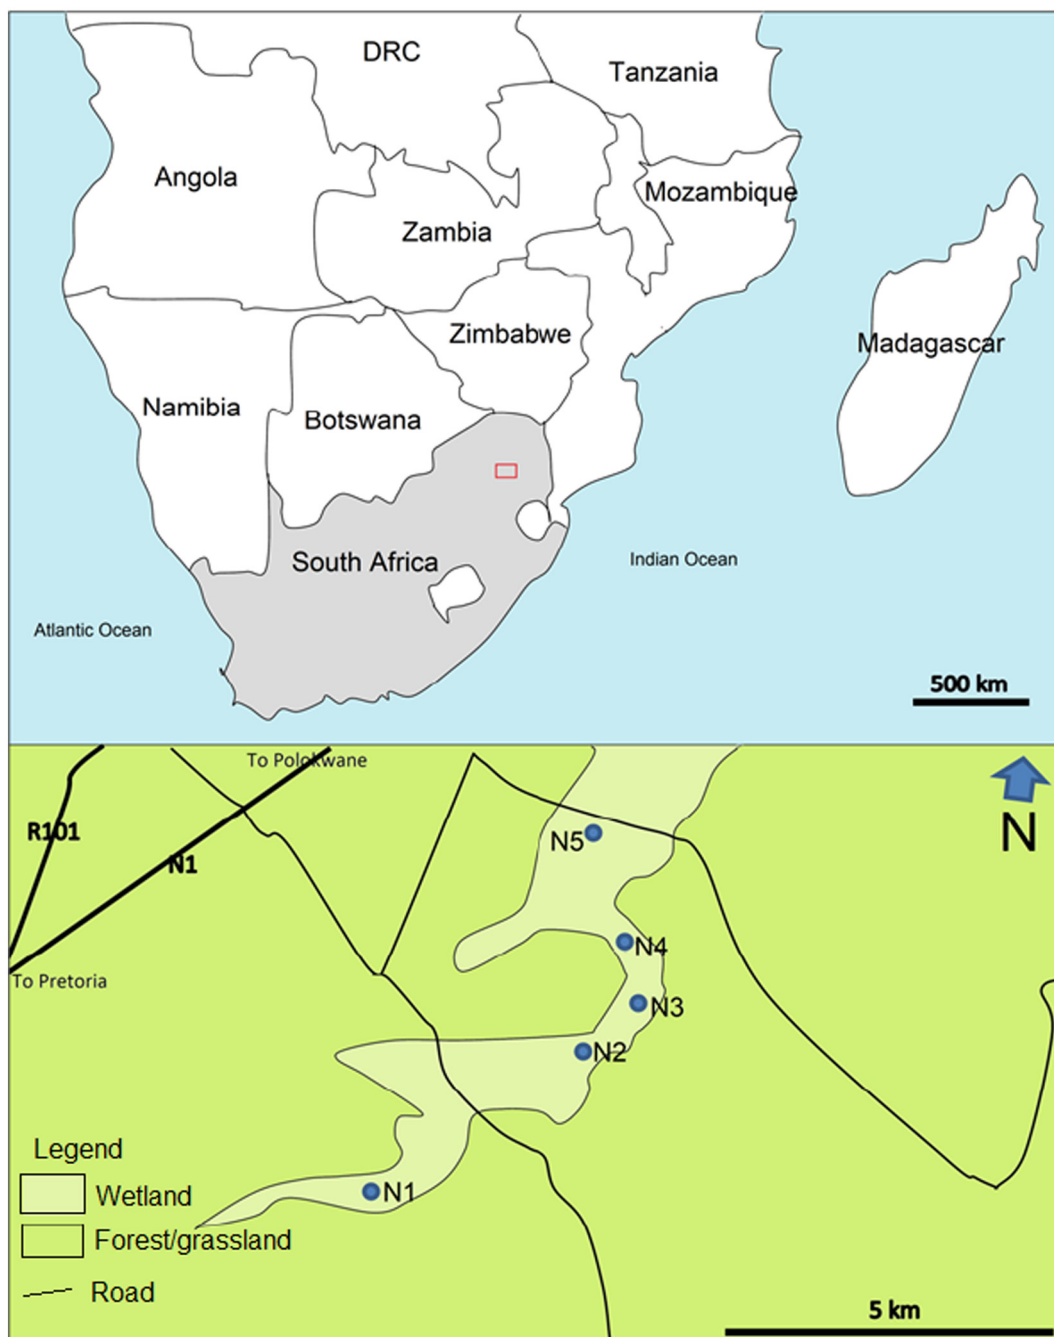 DRC
Tanzania
Angola
Mozambique
Zambia
Zimbabwe
Madagascar
Namibia
Botswana
South Africa
Indian Ocean
Atlantic Ocean
500 km
To Polokwane
R101
N1
N
N5
N4
To Pretoria
N3
N2
Legend
N1
Wetland
Forest/grassland
Road
5 km